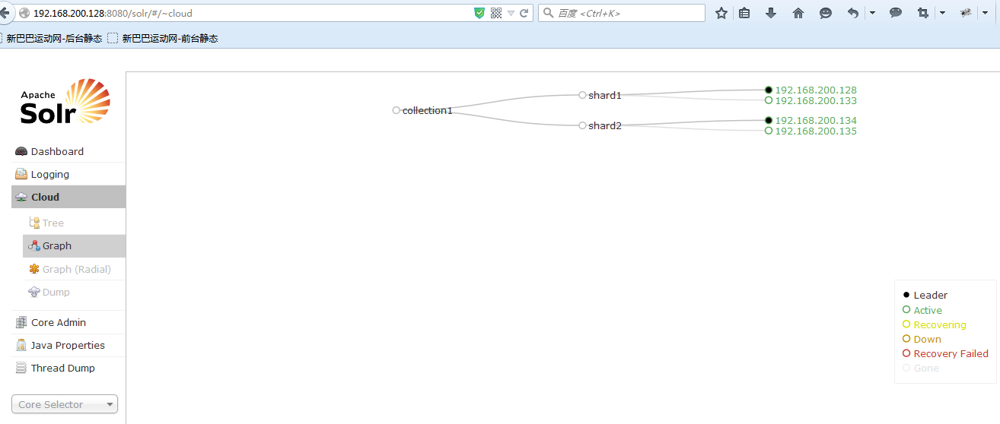 192.168.200.128:8080/solr/#/~cloud
百度 <Ctrl+K>
新巴巴运动网-后台静态 新巴巴运动网-前台静态
Apache
Solr
Dashboard
Logging
Cloud
Tree
Graph
Graph (Radial)
Dump
Core Admin
Java Properties
Thread Dump
Core Selector
collection1
shard1
192.168.200.128
192.168.200.133
shard2
192.168.200.134
192.168.200.135
Leader
Active
Recovering
Down
Recovery Failed
Gone